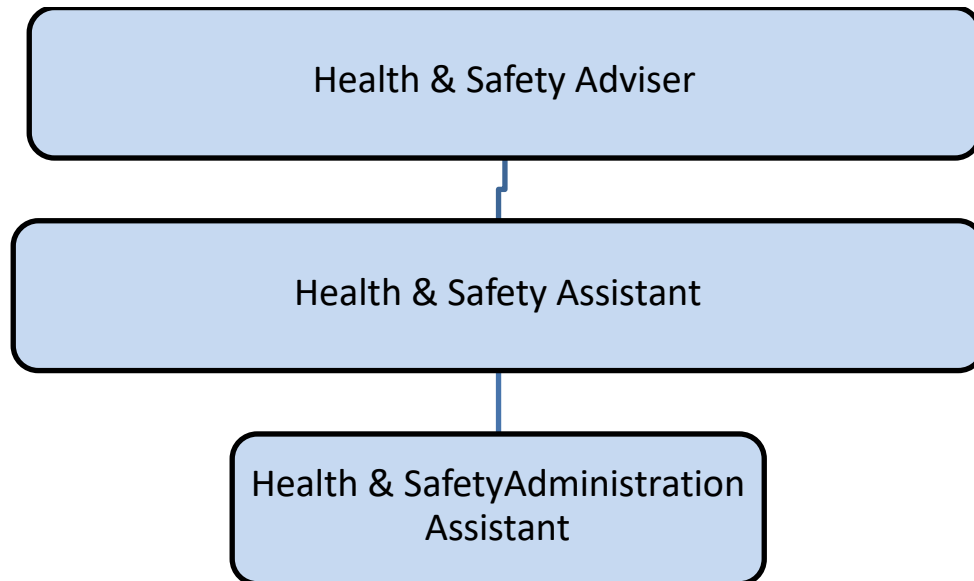 Health & Safety Adviser
Health & Safety Assistant
Health & SafetyAdministration
Assistant